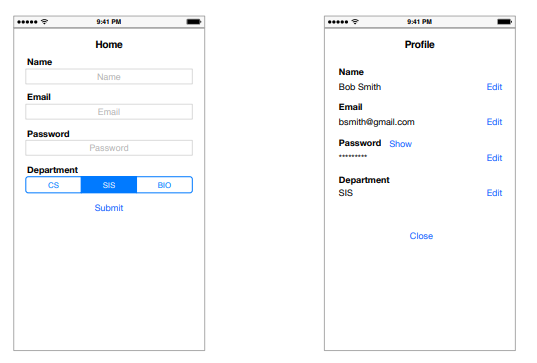 9:41 PM
Home
Name
Name
Email
Email
Password
Password
Department
CS SIS BIO
Submit
9:41 PM
Profile
Name
Bob Smith Edit
Email
bsmith@gmail.com Edit
Password Show
********* Edit
Department
SIS Edit
Close